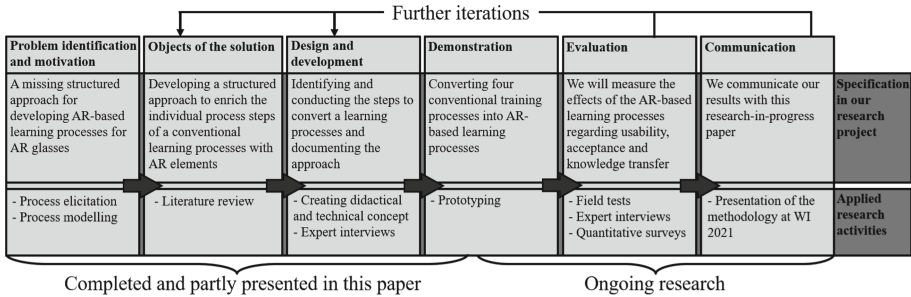 Further iterations
Problem identification
and motivation
A missing structured
approach for
developing AR-based
learning processes for
AR glasses
- Process elicitation
- Process modelling
Objects of the solution
Developing a structured
approach to enrich the
individual process steps
of a conventional
learning processes with
AR elements
- Literature review
Design and
development
Identifying and
conducting the steps to
convert a learning
processes and
documenting the
approach
- Creating didactical
and technical concept
- Expert interviews
Demonstration
Converting four
conventional training
processes into AR-
based learning
processes
- Prototyping
Evaluation
We will measure the
effects of the AR-based
learning processes
regarding usability,
acceptance and
knowledge transfer
- Field tests
- Expert interviews
- Quantitative surveys
Communication
We communicate our
results with this
research-in-progress
paper
- Presentation of the
methodology at WI
2021
Specification
in our
research
project
Applied
research
activities
Completed and partly presented in this paper
Ongoing research